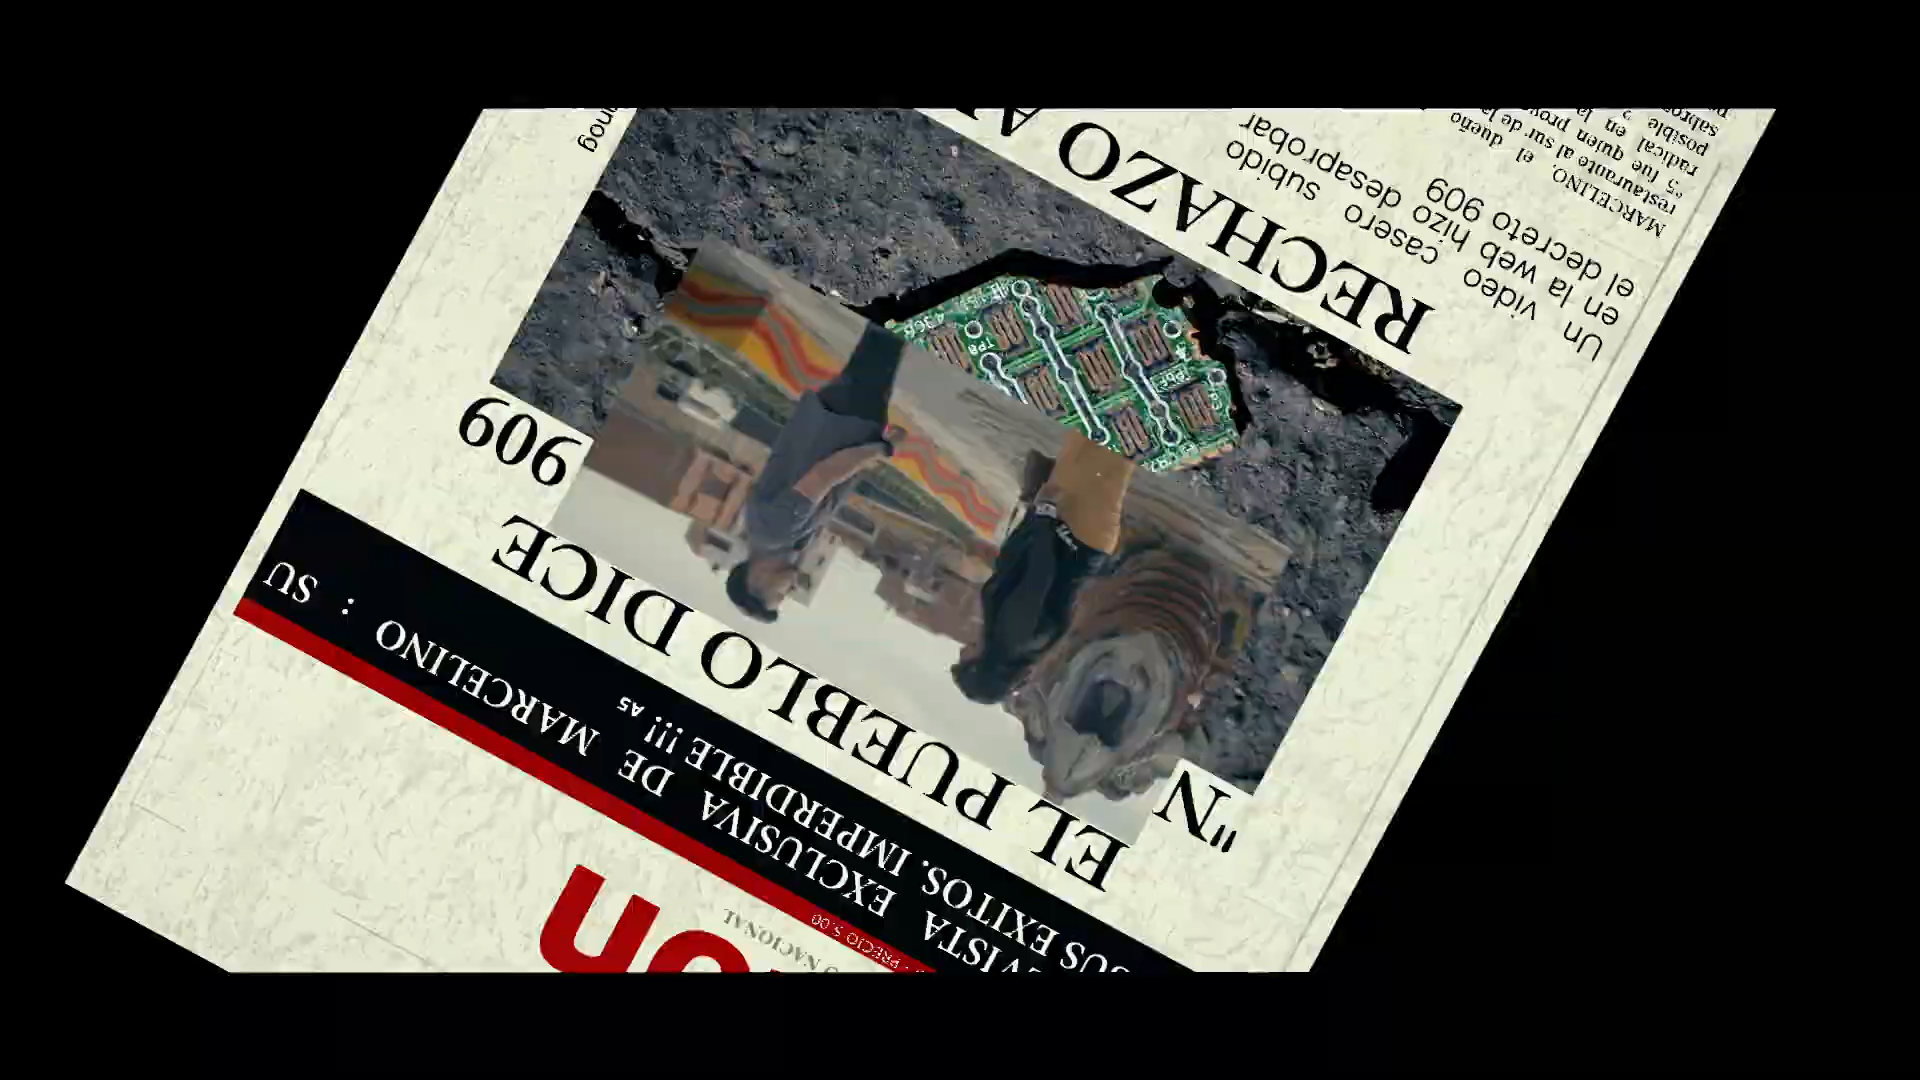 NACIONAL
PRECIO 5.00
VISTA EXCLUSIVA DE MARCELINO : SU
SUS EXITOS. IMPERDIBLE !!! A5
EL PUEBLO DICE
"N 909
RECHAZO A
Un video casero subido
en la web hizo desaprobar
el decreto 909
MARCELINO, el dueño
restaurante al sur de la
fue quien
radical en la
posible